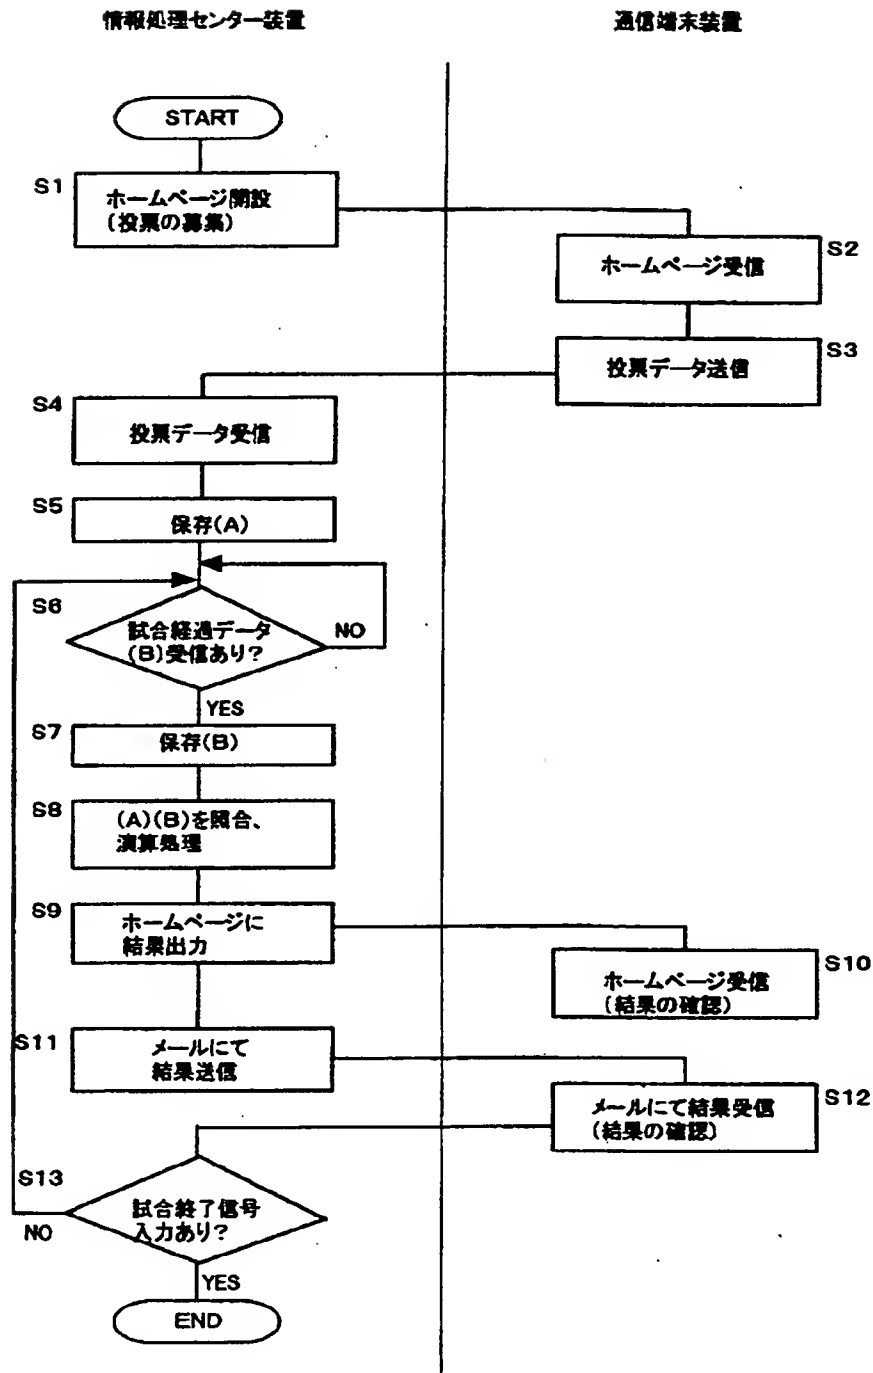 情報処理センター装置
通信端末装置
START
S1
ホームページ開設
(投票の募集)
S2
ホームページ受信
S3
投票データ送信
S4
投票データ受信
S5
保存(A)
S6
試合経過データ
(B)受信あり?
NO
YES
S7
保存(B)
S8
(A)(B)を照合、
演算処理
S9
ホームページに
結果出力
S10
ホームページ受信
(結果の確認)
S11
メールにて
結果送信
S12
メールにて結果受信
(結果の確認)
S13
試合終了信号
入力あり?
NO
YES
END